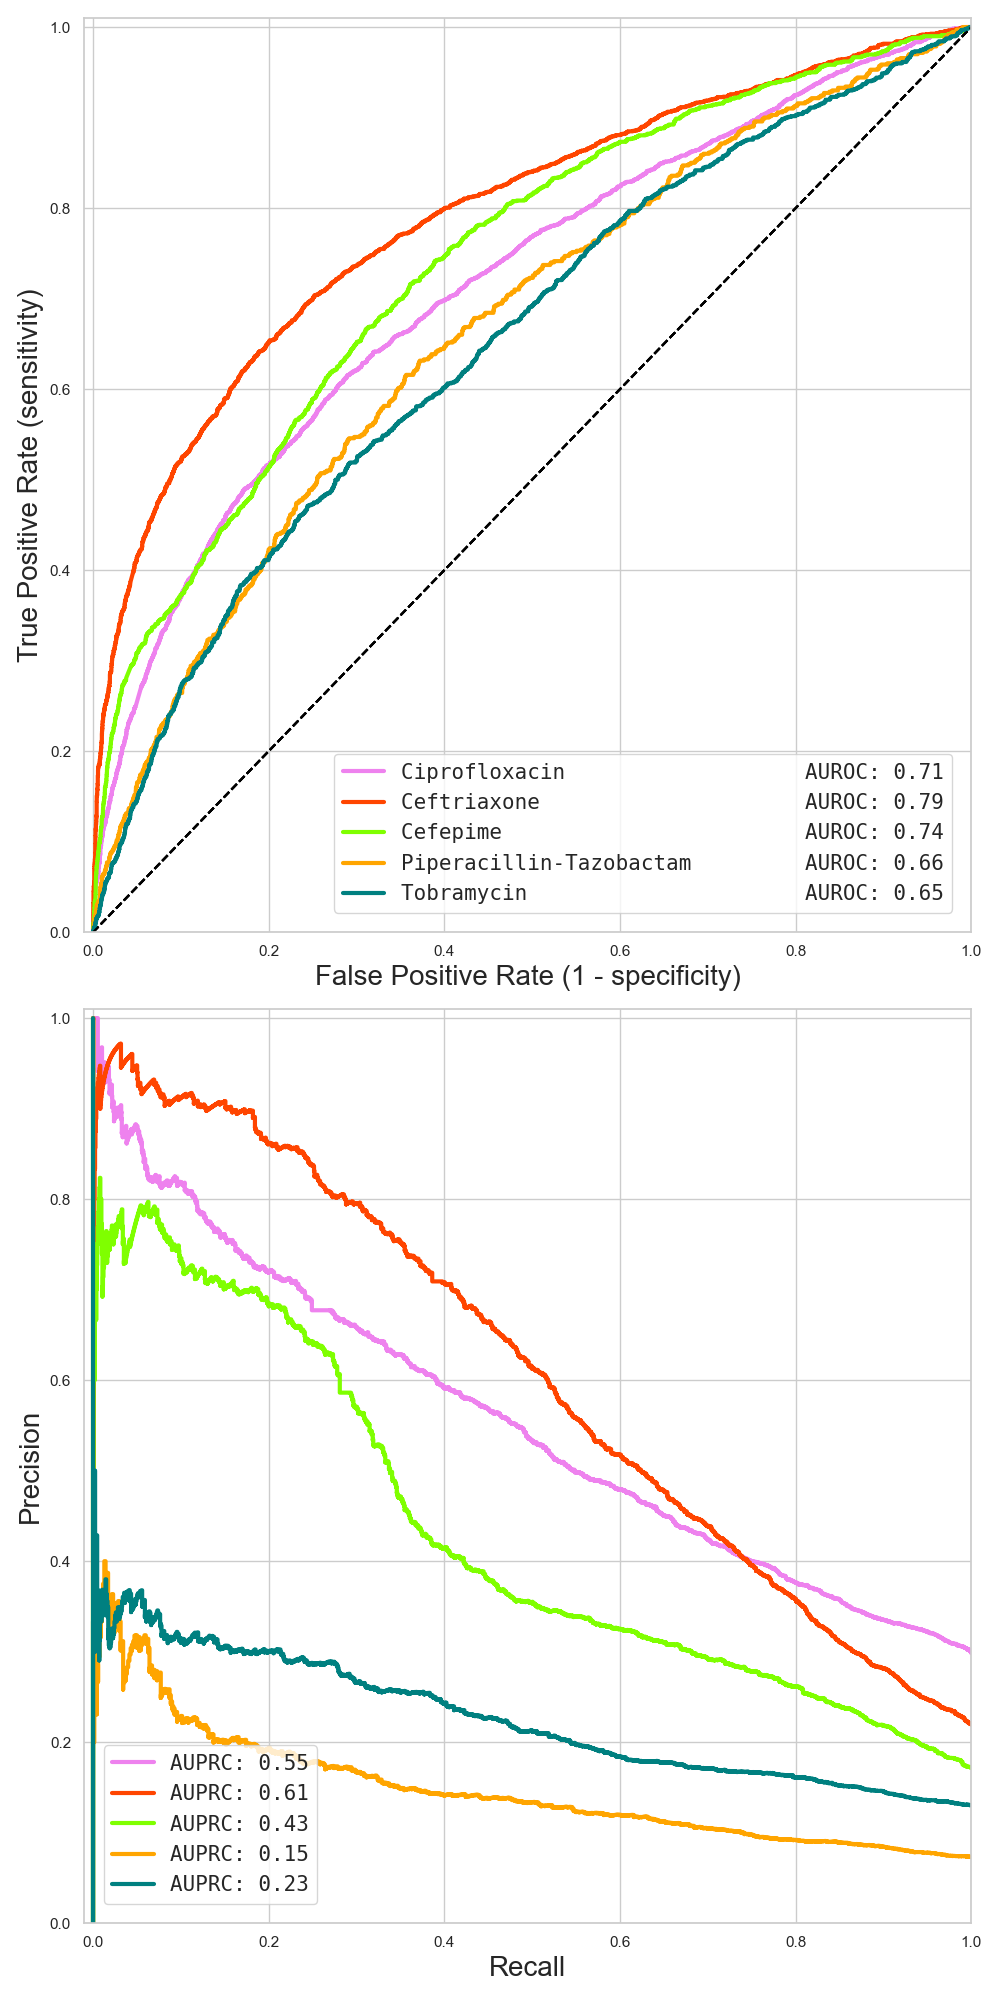 1.0
0.8
0.6
0.4
0.2
0.0
True Positive Rate (sensitivity)
Ciprofloxacin AUROC: 0.71
Ceftriaxone AUROC: 0.79
Cefepime AUROC: 0.74
Piperacillin-Tazobactam AUROC: 0.66
Tobramycin AUROC: 0.65
0.0 0.2 0.4 0.6 0.8 1.0
False Positive Rate (1 - specificity)
1.0
0.8
0.6
0.4
0.2
0.0
Precision
AUPRC: 0.55
AUPRC: 0.61
AUPRC: 0.43
AUPRC: 0.15
AUPRC: 0.23
0.0 0.2 0.4 0.6 0.8 1.0
Recall